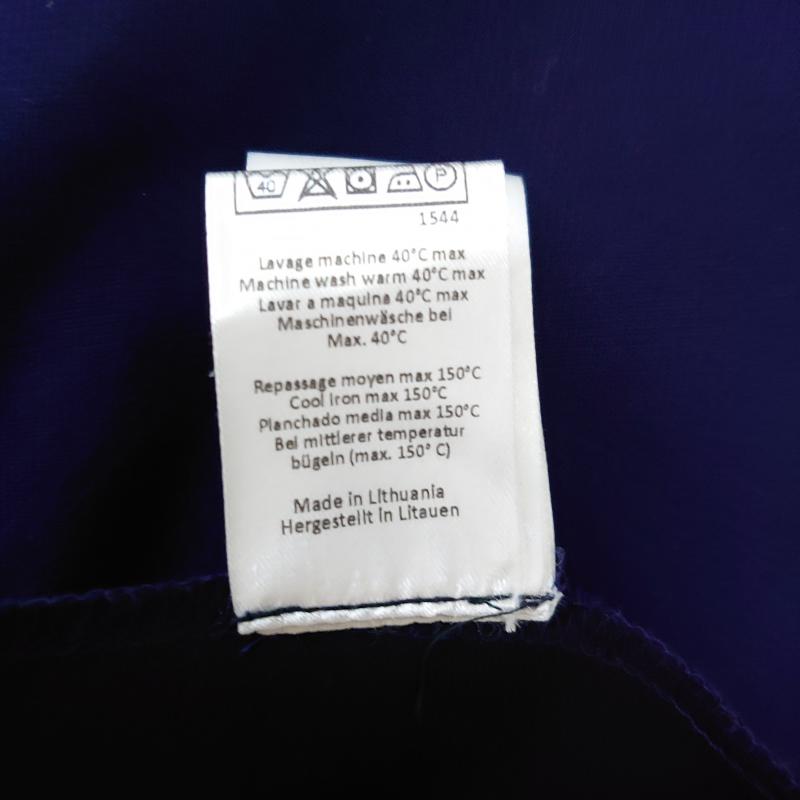 40 P
1544
Lavage machine 40°C max
Machine wash warm 40°C max
Lavar a maquina 40°C max
Maschinenwäsche bei
Max. 40°C
Repassage moyen max 150°C
Cool iron max 150°C
Planchado media max 150°C
Bei mittlerer temperatur
bügeln (max. 150° C)
Made in Lithuania
Hergestellt in Litauen